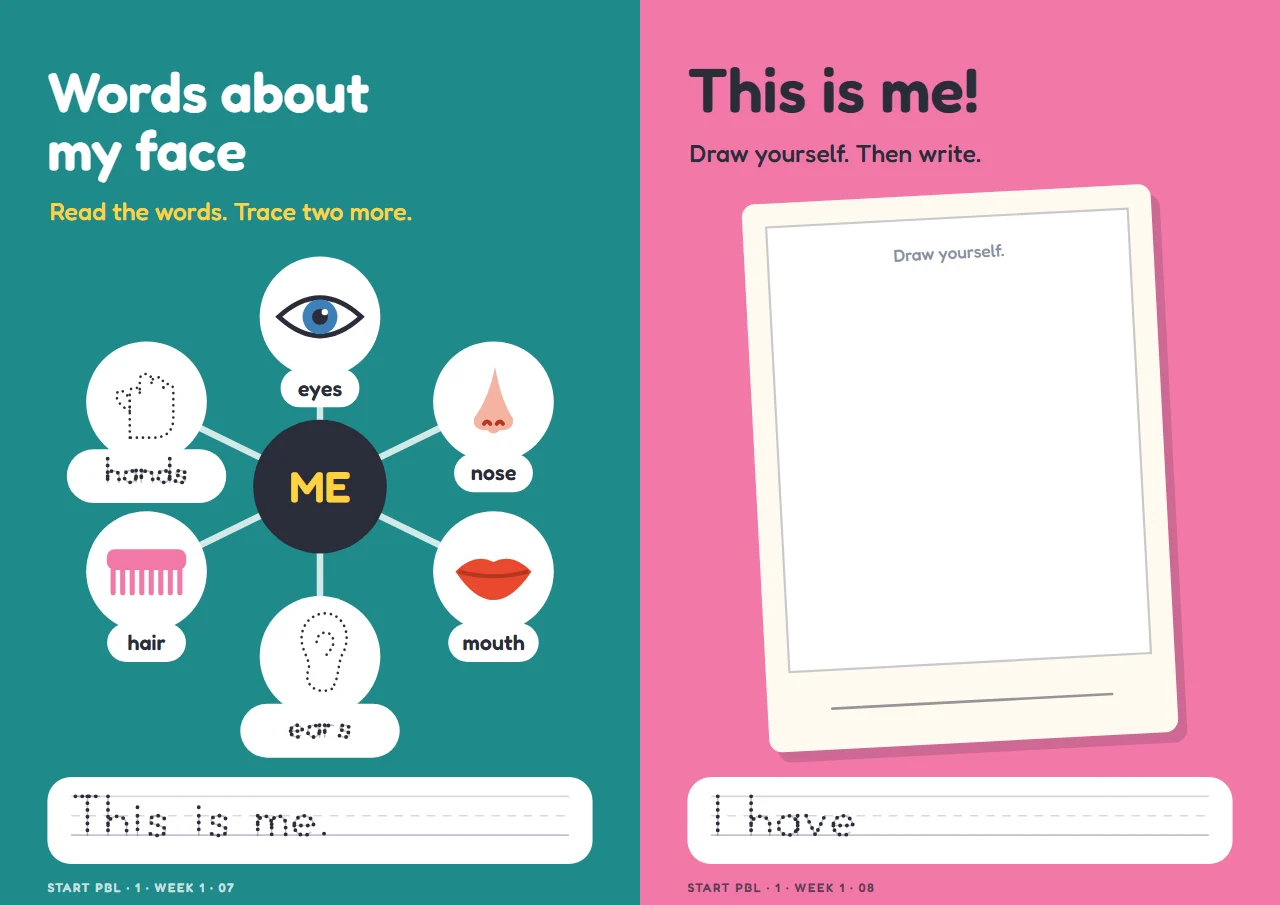 Words about
my face
Read the words. Trace two more.
eyes
hands
nose
ME
hair
mouth
ears
This is me.
START PBL · 1 · WEEK 1 · 07
This is me!
Draw yourself. Then write.
Draw yourself.
I have
START PBL · 1 · WEEK 1 · 08